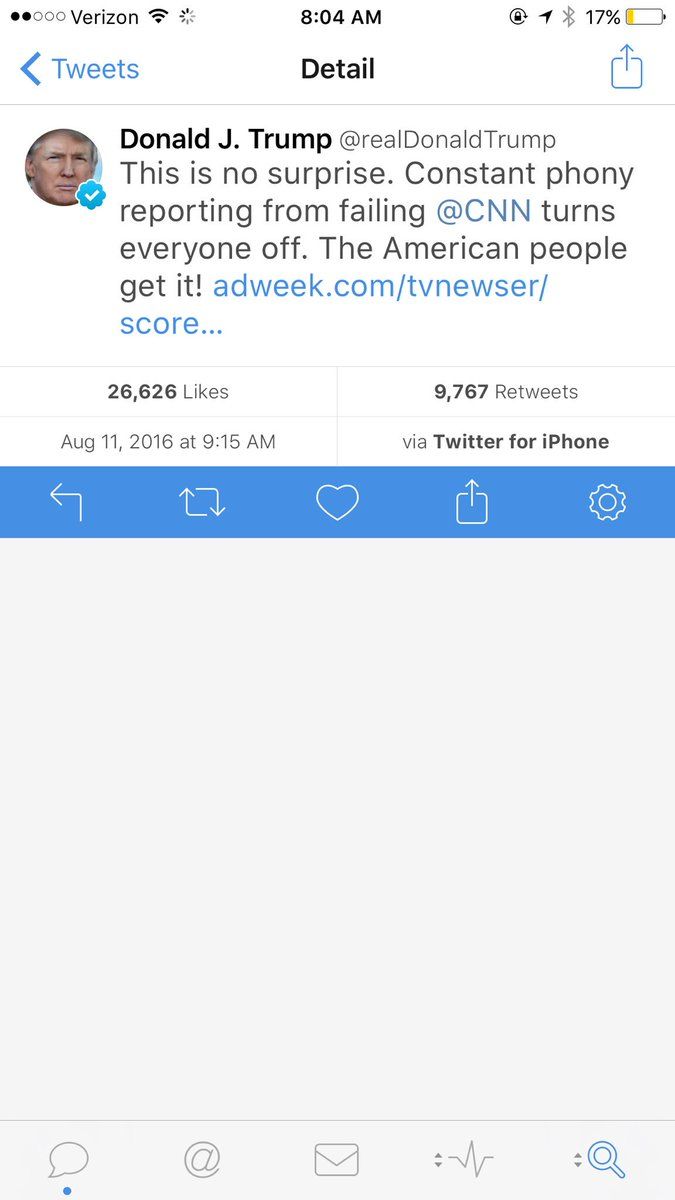 Verizon 8:04 AM 17%
Tweets Detail
Donald J. Trump @realDonaldTrump
This is no surprise. Constant phony
reporting from failing @CNN turns
everyone off. The American people
get it! adweek.com/tvnewser/
score...
26,626 Likes 9,767 Retweets
Aug 11, 2016 at 9:15 AM via Twitter for iPhone